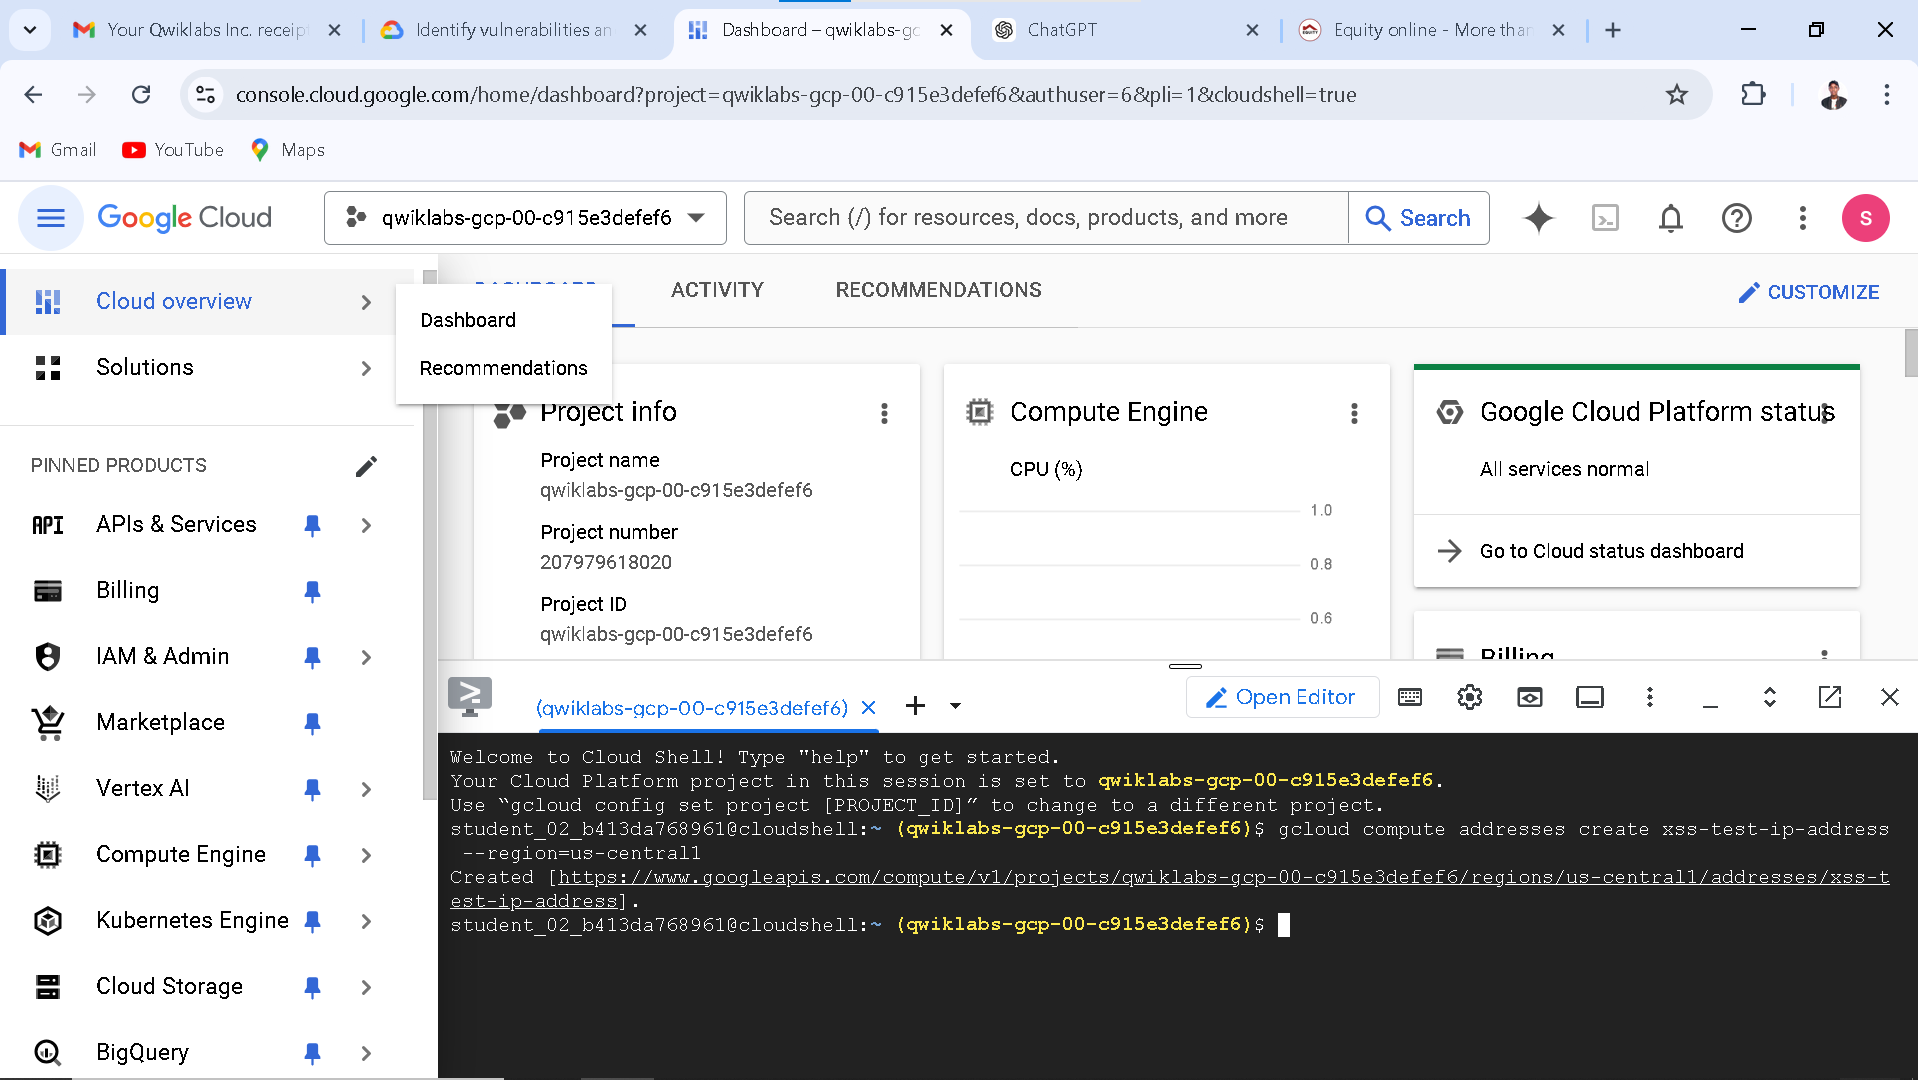 Your Qwiklabs Inc. receip
Identify vulnerabilities an
Dashboard – qwiklabs-gc
ChatGPT
Equity online - More than
console.cloud.google.com/home/dashboard?project=qwiklabs-gcp-00-c915e3defef6&authuser=6&pli=1&cloudshell=true
Gmail
YouTube
Maps
Google Cloud
qwiklabs-gcp-00-c915e3defef6
Search (/) for resources, docs, products, and more
Search
S
Cloud overview
Solutions
PINNED PRODUCTS
API
APIs & Services
Billing
IAM & Admin
Marketplace
Vertex AI
Compute Engine
Kubernetes Engine
Cloud Storage
BigQuery
Dashboard
Recommendations
DASHBOARD
ACTIVITY
RECOMMENDATIONS
CUSTOMIZE
Project info
Project name
qwiklabs-gcp-00-c915e3defef6
Project number
207979618020
Project ID
qwiklabs-gcp-00-c915e3defef6
Compute Engine
CPU (%)
1.0
0.8
0.6
Google Cloud Platform status
All services normal
Go to Cloud status dashboard
Billing
(qwiklabs-gcp-00-c915e3defef6)
Open Editor
Welcome to Cloud Shell! Type "help" to get started.
Your Cloud Platform project in this session is set to qwiklabs-gcp-00-c915e3defef6.
Use “gcloud config set project [PROJECT_ID]” to change to a different project.
student_02_b413da768961@cloudshell:~ (qwiklabs-gcp-00-c915e3defef6)$ gcloud compute addresses create xss-test-ip-address
--region=us-central1
Created [https://www.googleapis.com/compute/v1/projects/qwiklabs-gcp-00-c915e3defef6/regions/us-central1/addresses/xss-t
est-ip-address].
student_02_b413da768961@cloudshell:~ (qwiklabs-gcp-00-c915e3defef6)$